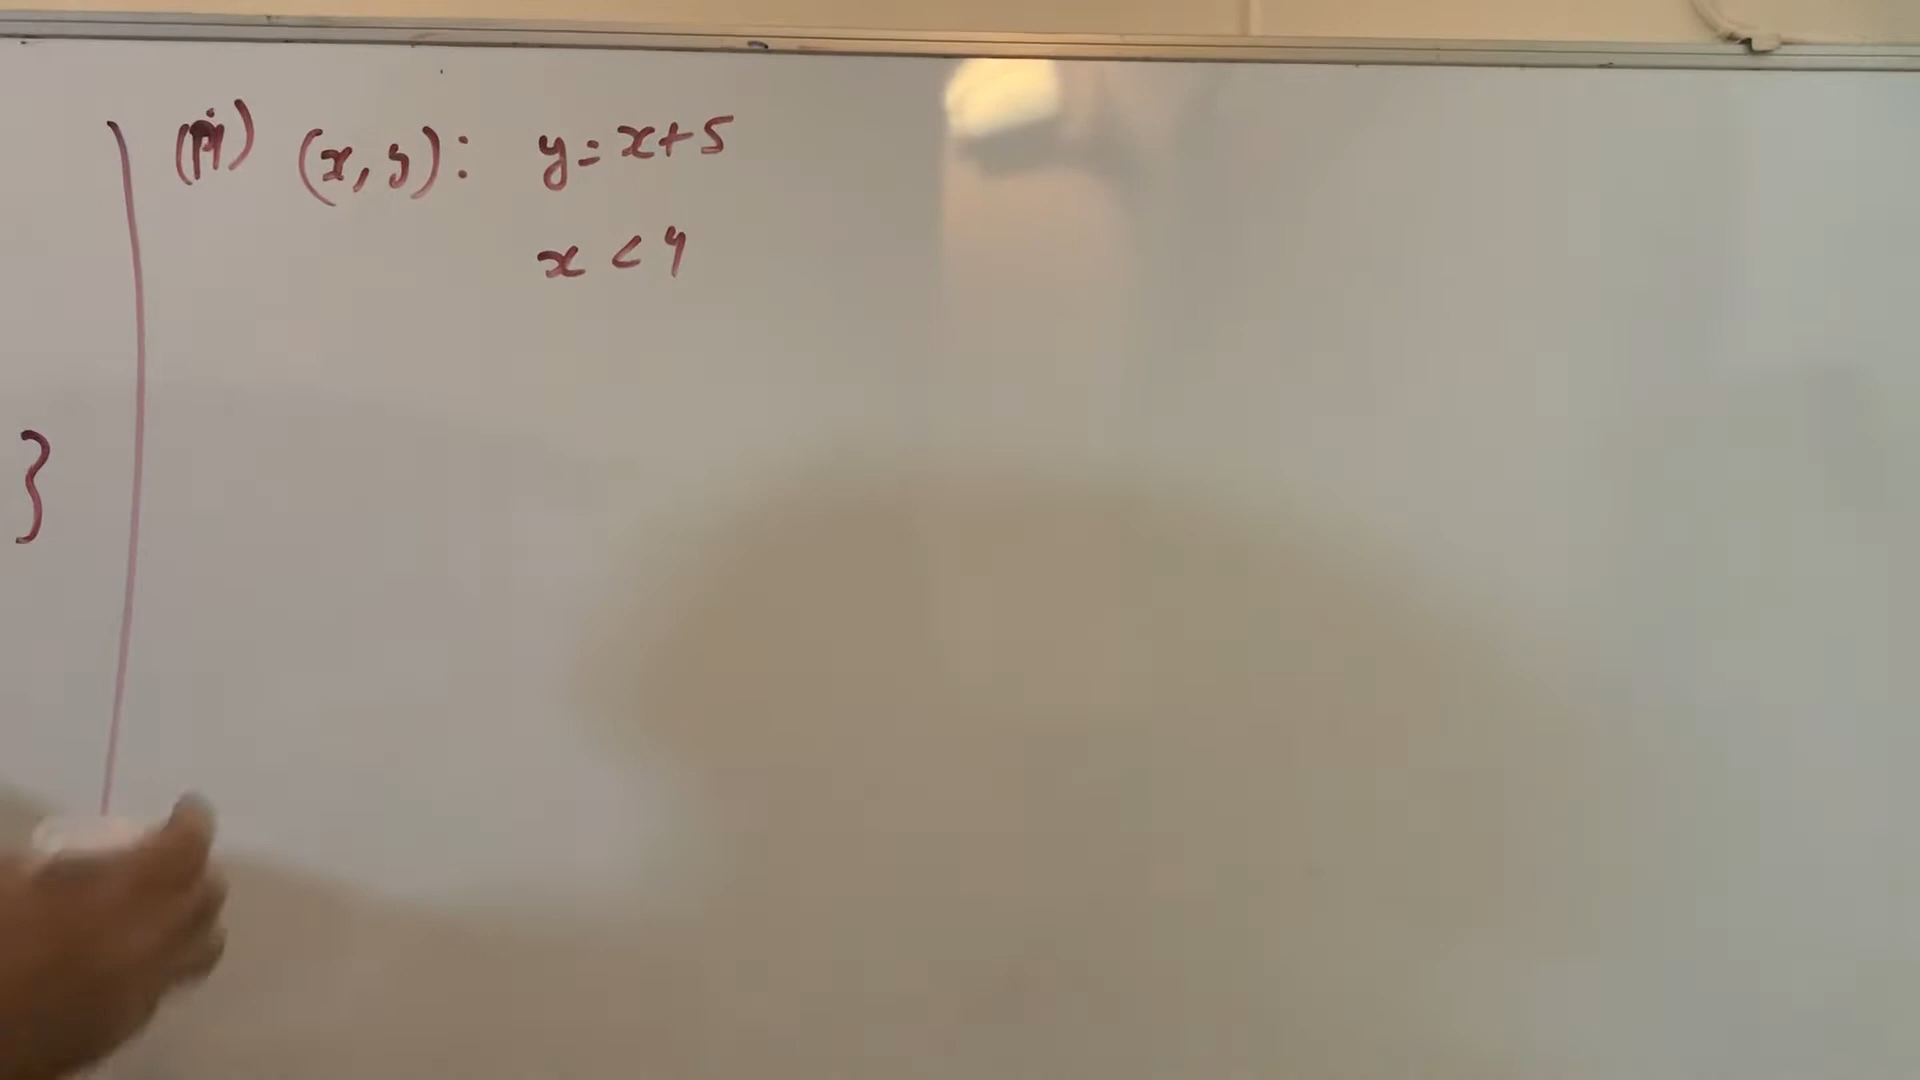 (ii) (x, y): y = x + 5
x < 4
}